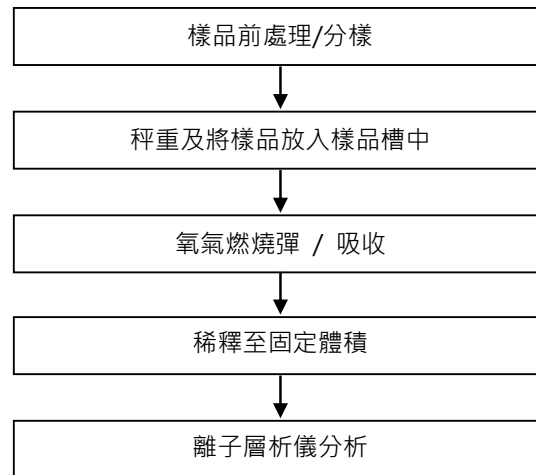 樣品前處理/分樣
秤重及將樣品放入樣品槽中
氧氣燃燒彈 / 吸收
稀釋至固定體積
離子層析儀分析